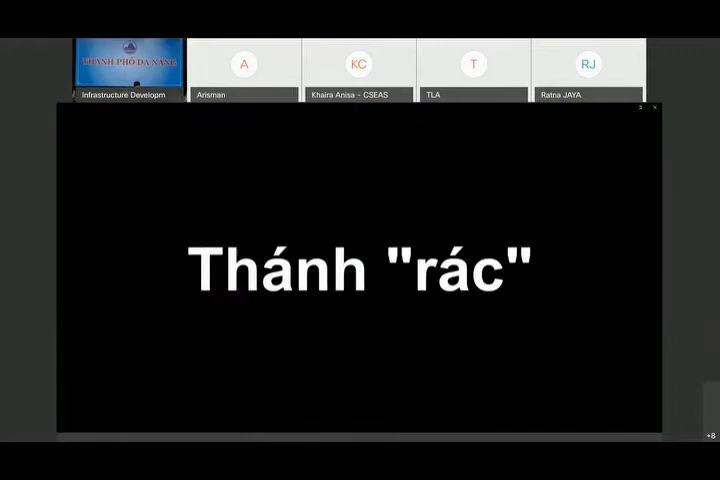 THÀNH PHỐ ĐÀ NẴNG
A
KC
T
RJ
Infrastructure Developm
Arisman
Khaira Anisa - CSEAS
TLA
Ratna JAYA
Thánh "rác"
+8